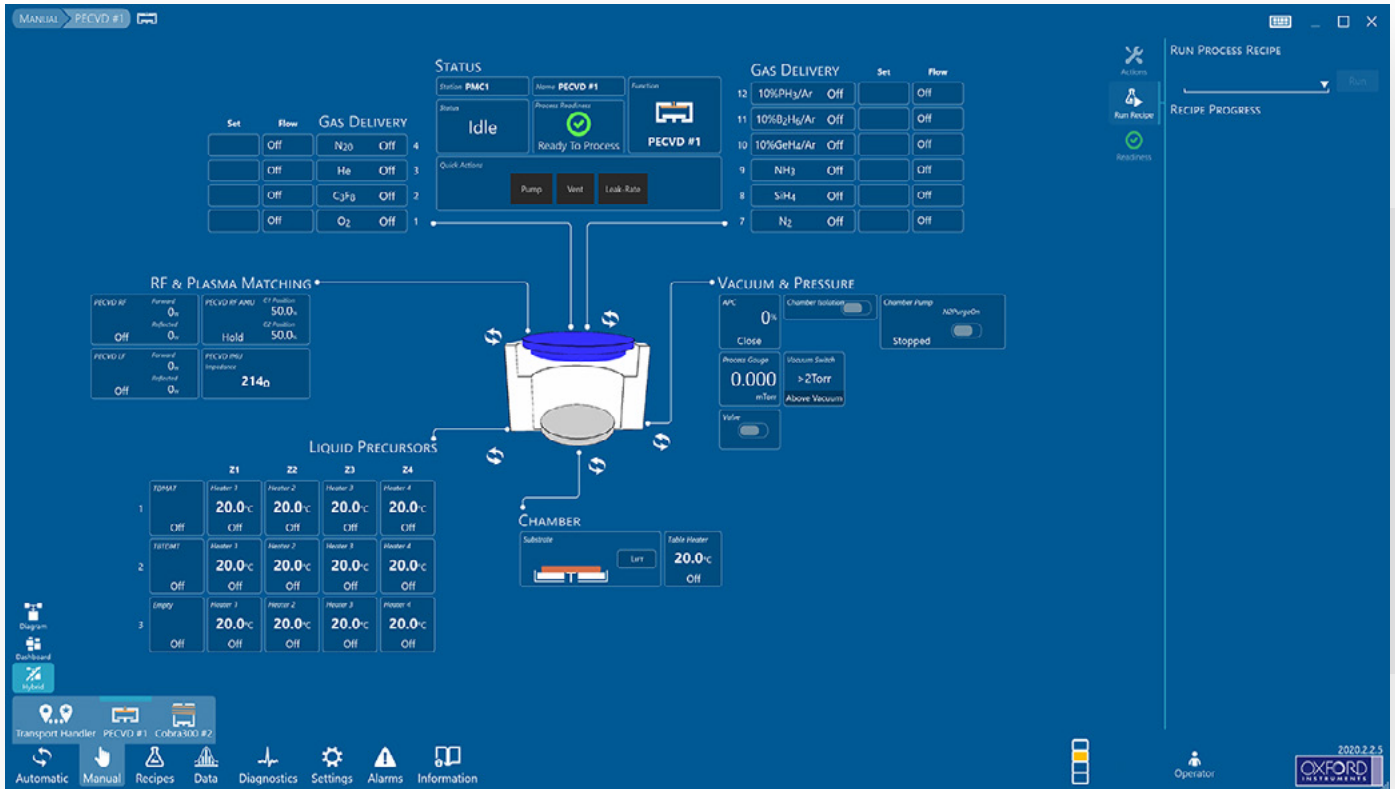 Manual PECVD #1
Status
Station PMC1
Name PECVD #1
Function
PECVD #1
Status
Idle
Process Readiness
Ready To Process
Quick Actions
Pump Vent Leak-Rate
Set Flow Gas Delivery
Off N20 Off 4
Off He Off 3
Off C3F8 Off 2
Off O2 Off 1
Gas Delivery Set Flow
12 10%PH3/Ar Off Off
11 10%B2H6/Ar Off Off
10 10%GeH4/Ar Off Off
9 NH3 Off Off
8 SiH4 Off Off
7 N2 Off Off
RF & Plasma Matching
PECVD RF Forward 0w
Reflected 0w
Off
PECVD RF AMU C1 Position 50.0%
C2 Position 50.0%
Hold
PECVD LF Forward 0w
Reflected 0w
Off
PECVD IMU
Impedance
214Ω
Vacuum & Pressure
APC
0%
Close
Chamber Isolation
Chamber Pump
N2PurgeOn
Stopped
Process Gauge
0.000
mTorr
Vacuum Switch
>2Torr
Above Vacuum
Valve
Liquid Precursors
Z1 Z2 Z3 Z4
TDMAT Heater 1 Heater 2 Heater 3 Heater 4
1 20.0°C 20.0°C 20.0°C 20.0°C
Off Off Off Off Off
Heater 1 Heater 2 Heater 3 Heater 4
2 20.0°C 20.0°C 20.0°C 20.0°C
Off Off Off Off Off
Empty Heater 1 Heater 2 Heater 3 Heater 4
3 20.0°C 20.0°C 20.0°C 20.0°C
Off Off Off Off Off
Chamber
Substrate
Lift
Table Heater
20.0°C
Off
Actions
Run Recipe
Readiness
Run Process Recipe
Run
Recipe Progress
Diagram
Dashboard
Hybrid
Transport Handler PECVD #1 Cobra300 #2
Automatic Manual Recipes Data Diagnostics Settings Alarms Information
Operator
2020.2.2.5
OXFORD
INSTRUMENTS